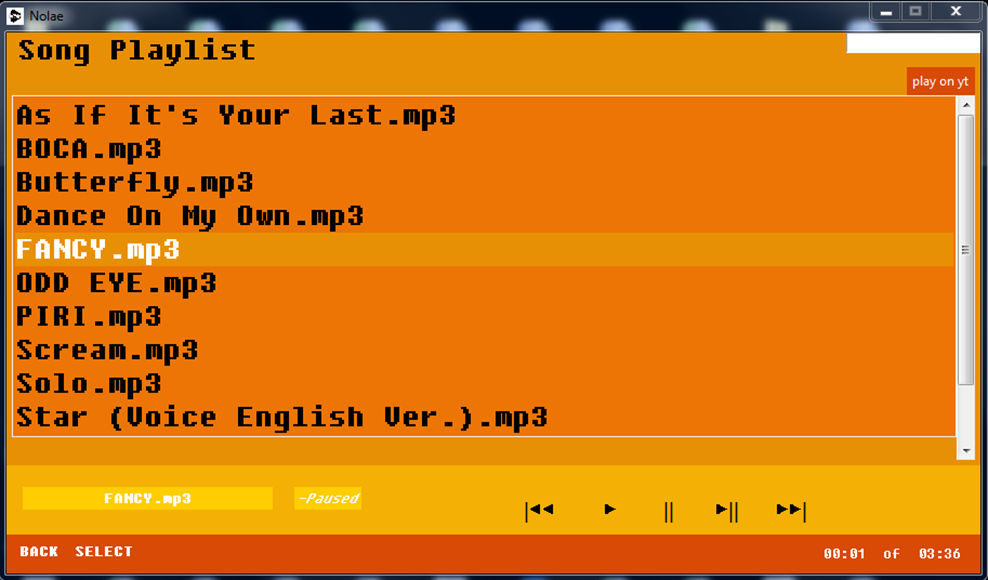 Nolae
Song Playlist
play on yt
As If It's Your Last.mp3
BOCA.mp3
Butterfly.mp3
Dance On My Own.mp3
FANCY.mp3
ODD EYE.mp3
PIRI.mp3
Scream.mp3
Solo.mp3
Star (Voice English Ver.).mp3
FANCY.mp3 -Paused
BACK SELECT 00:01 of 03:36